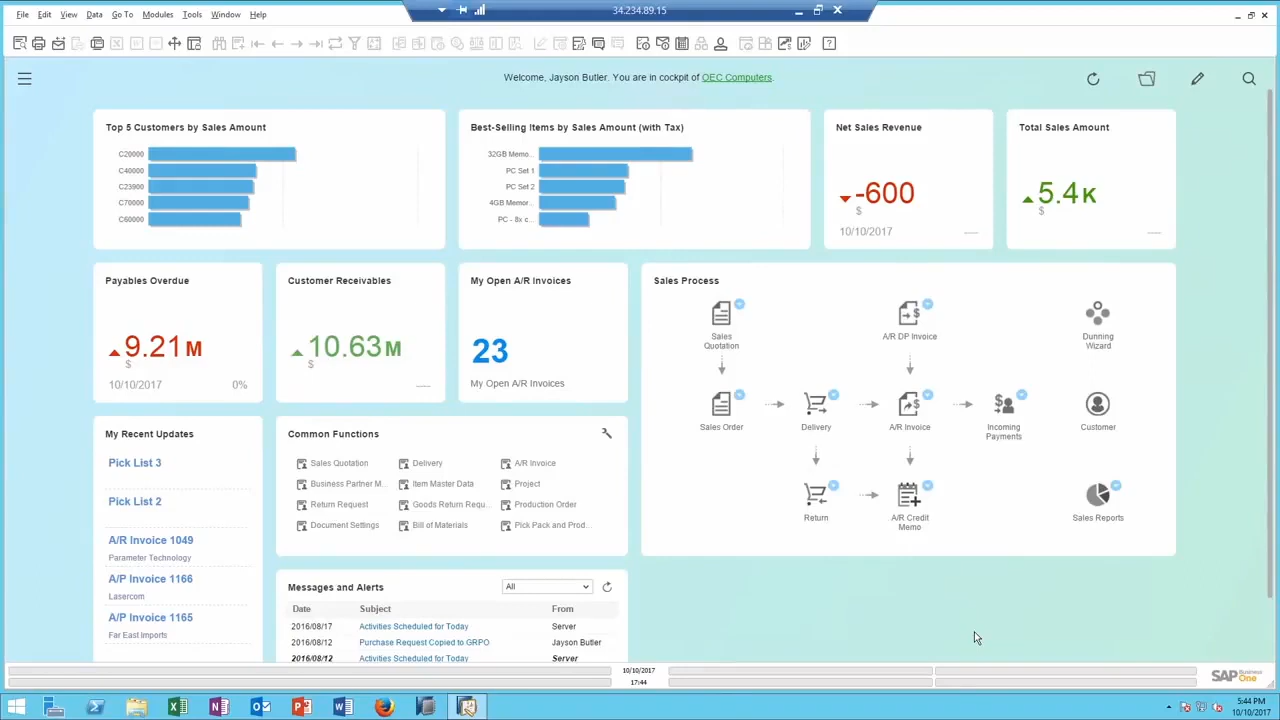 34.234.89.15
File Edit View Data Go To Modules Tools Window Help
Welcome, Jayson Butler. You are in cockpit of OEC Computers.
Top 5 Customers by Sales Amount
C20000
C40000
C23900
C70000
C60000
Best-Selling Items by Sales Amount (with Tax)
32GB Memo...
PC Set 1
PC Set 2
4GB Memor...
PC - 8x c...
Net Sales Revenue
-600
$
10/10/2017
Total Sales Amount
5.4K
$
Payables Overdue
9.21M
$
10/10/2017 0%
Customer Receivables
10.63M
$
My Open A/R Invoices
23
My Open A/R Invoices
Sales Process
Sales
Quotation
A/R DP Invoice
Dunning
Wizard
Sales Order
Delivery
A/R Invoice
Incoming
Payments
Customer
Return
A/R Credit
Memo
Sales Reports
My Recent Updates
Pick List 3
Pick List 2
A/R Invoice 1049
Parameter Technology
A/P Invoice 1166
Lasercom
A/P Invoice 1165
Far East Imports
Common Functions
Sales Quotation Delivery A/R Invoice
Business Partner M... Item Master Data Project
Return Request Goods Return Requ... Production Order
Document Settings Bill of Materials Pick Pack and Prod...
Messages and Alerts All
Date Subject From
2016/08/17 Activities Scheduled for Today Server
2016/08/12 Purchase Request Copied to GRPO Jayson Butler
2016/08/12 Activities Scheduled for Today Server
10/10/2017
17:44
SAP Business One
5:44 PM
10/10/2017